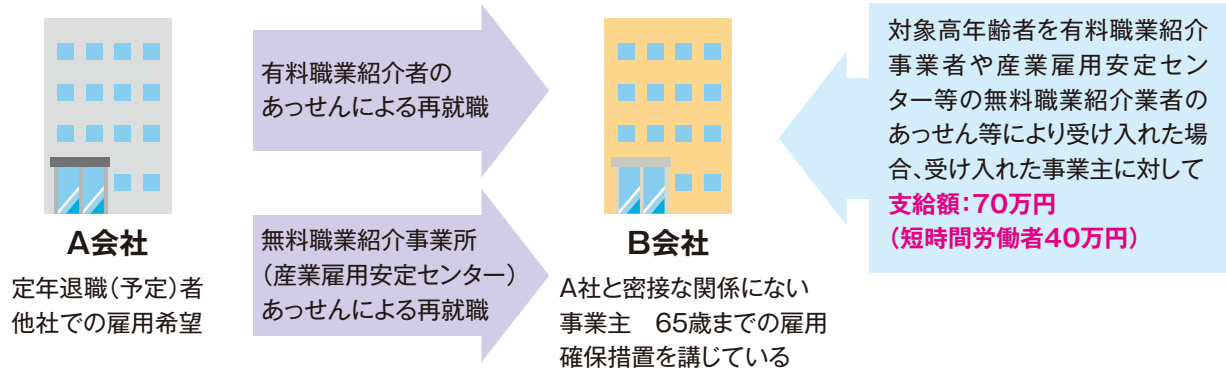 有料職業紹介者の
あっせんによる再就職
無料職業紹介事業所
（産業雇用安定センター）
あっせんによる再就職
A会社
定年退職（予定）者
他社での雇用希望
B会社
A社と密接な関係にない
事業主　65歳までの雇用
確保措置を講じている
対象高年齢者を有料職業紹介
事業者や産業雇用安定セン
ター等の無料職業紹介業者の
あっせん等により受け入れた場
合、受け入れた事業主に対して
支給額：70万円
（短時間労働者40万円）